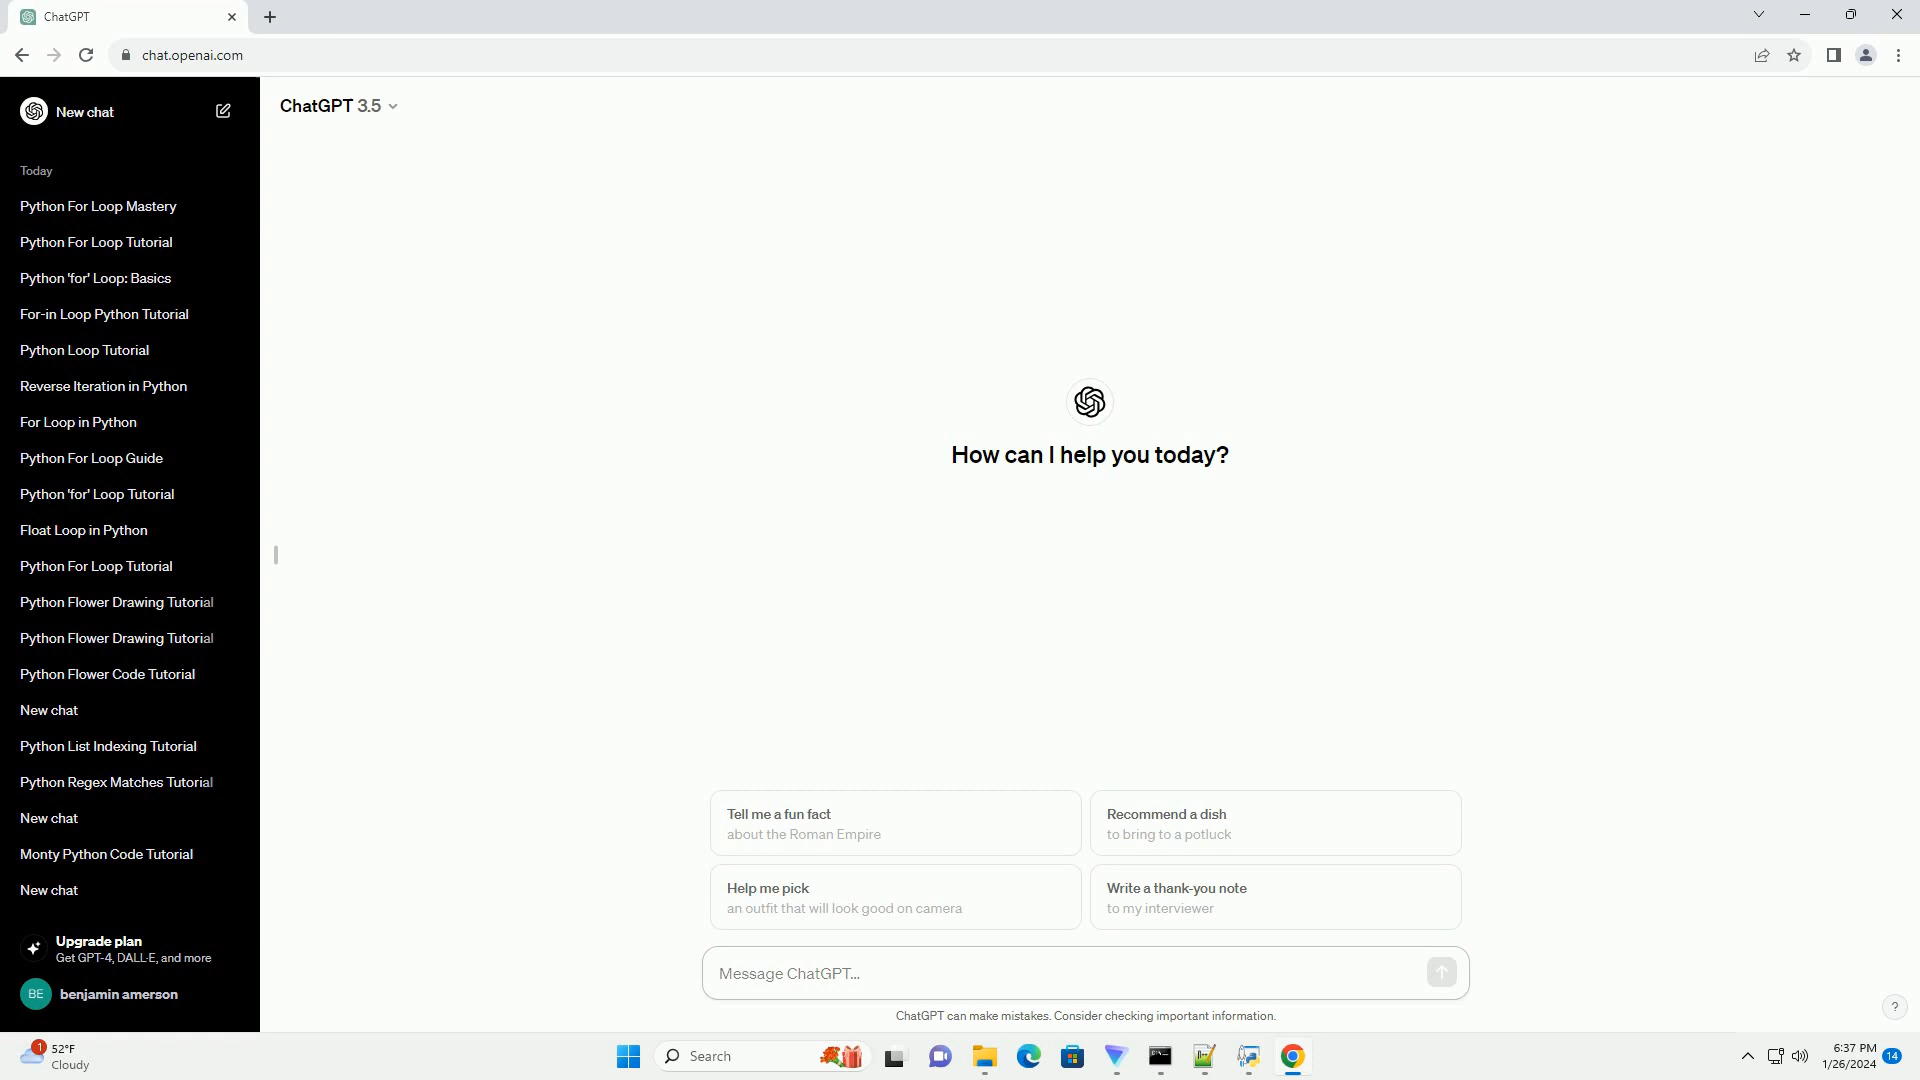 ChatGPT
chat.openai.com
New chat
Today
Python For Loop Mastery
Python For Loop Tutorial
Python 'for' Loop: Basics
For-in Loop Python Tutorial
Python Loop Tutorial
Reverse Iteration in Python
For Loop in Python
Python For Loop Guide
Python 'for' Loop Tutorial
Float Loop in Python
Python For Loop Tutorial
Python Flower Drawing Tutorial
Python Flower Drawing Tutorial
Python Flower Code Tutorial
New chat
Python List Indexing Tutorial
Python Regex Matches Tutorial
New chat
Monty Python Code Tutorial
New chat
Upgrade plan
Get GPT-4, DALL·E, and more
BE benjamin amerson
ChatGPT 3.5
How can I help you today?
Tell me a fun fact
about the Roman Empire
Recommend a dish
to bring to a potluck
Help me pick
an outfit that will look good on camera
Write a thank-you note
to my interviewer
Message ChatGPT...
ChatGPT can make mistakes. Consider checking important information.
?
1
52°F
Cloudy
Search
6:37 PM
1/26/2024
14